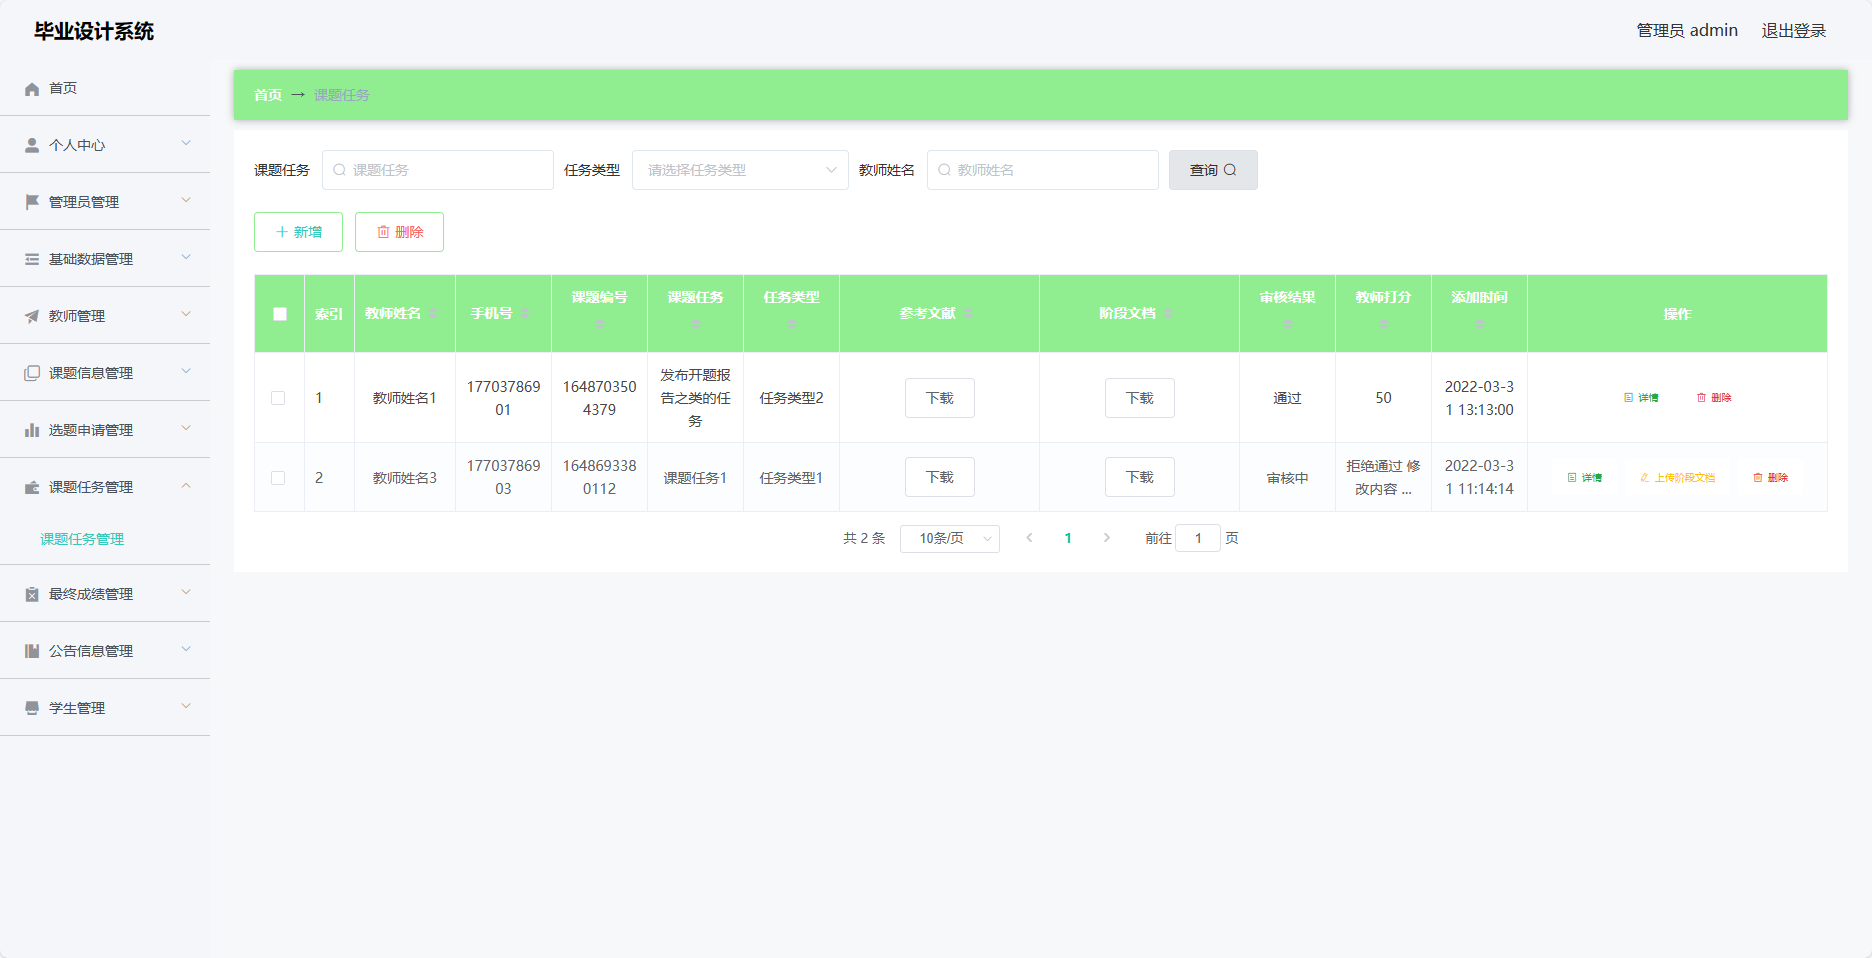 毕业设计系统
管理员 admin
退出登录
首页
个人中心
管理员管理
基础数据管理
教师管理
课题信息管理
选题申请管理
课题任务管理
课题任务管理
最终成绩管理
公告信息管理
学生管理
首页 → 课题任务
课题任务 课题任务 任务类型 请选择任务类型 教师姓名 教师姓名 查询
新增 删除
索引 教师姓名 手机号 课题编号 课题任务 任务类型 参考文献 阶段文档 审核结果 教师打分 添加时间 操作
1 教师姓名1
177037869
01
164870350
4379
发布开题报
告之类的任
务
任务类型2 下载 下载 通过 50
2022-03-3
1 13:13:00
详情 删除
2 教师姓名3
177037869
03
164869338
0112
课题任务1 任务类型1 下载 下载 审核中
拒绝通过 修
改内容 ...
2022-03-3
1 11:14:14
详情 上传阶段文档 删除
共 2 条 10条/页 1 前往 1 页